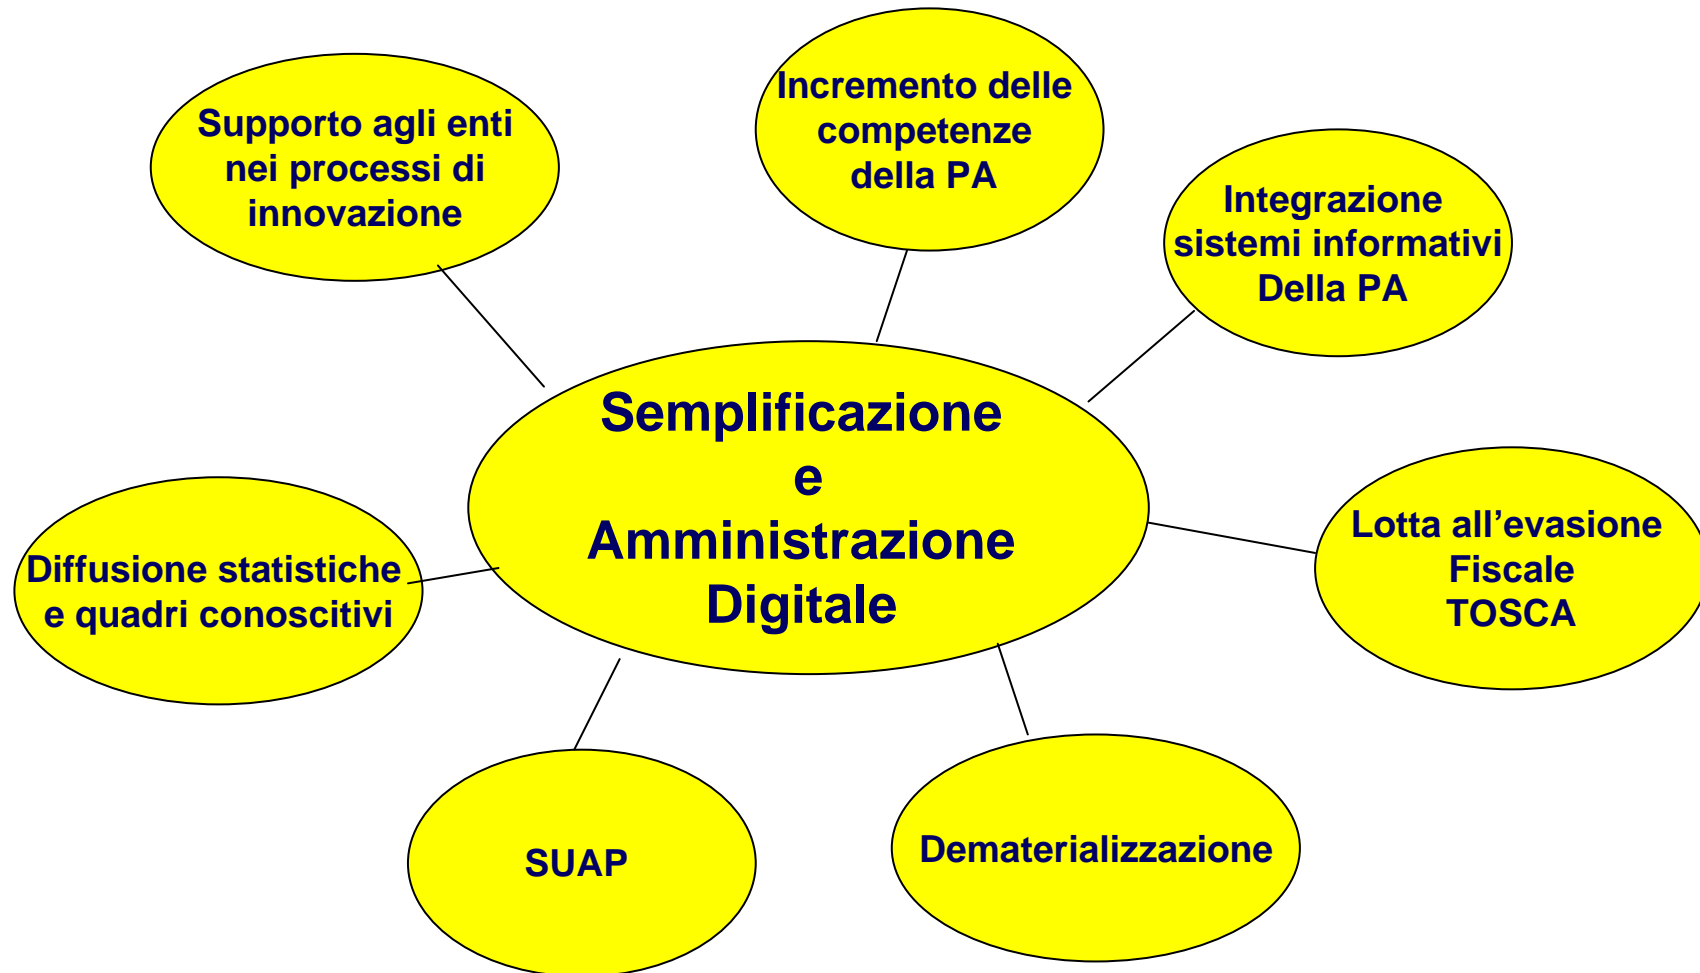 Supporto agli enti
nei processi di
innovazione
Incremento delle
competenze
della PA
Integrazione
sistemi informativi
Della PA
Semplificazione
e
Amministrazione
Digitale
Lotta all’evasione
Fiscale
TOSCA
Diffusione statistiche
e quadri conoscitivi
SUAP
Dematerializzazione